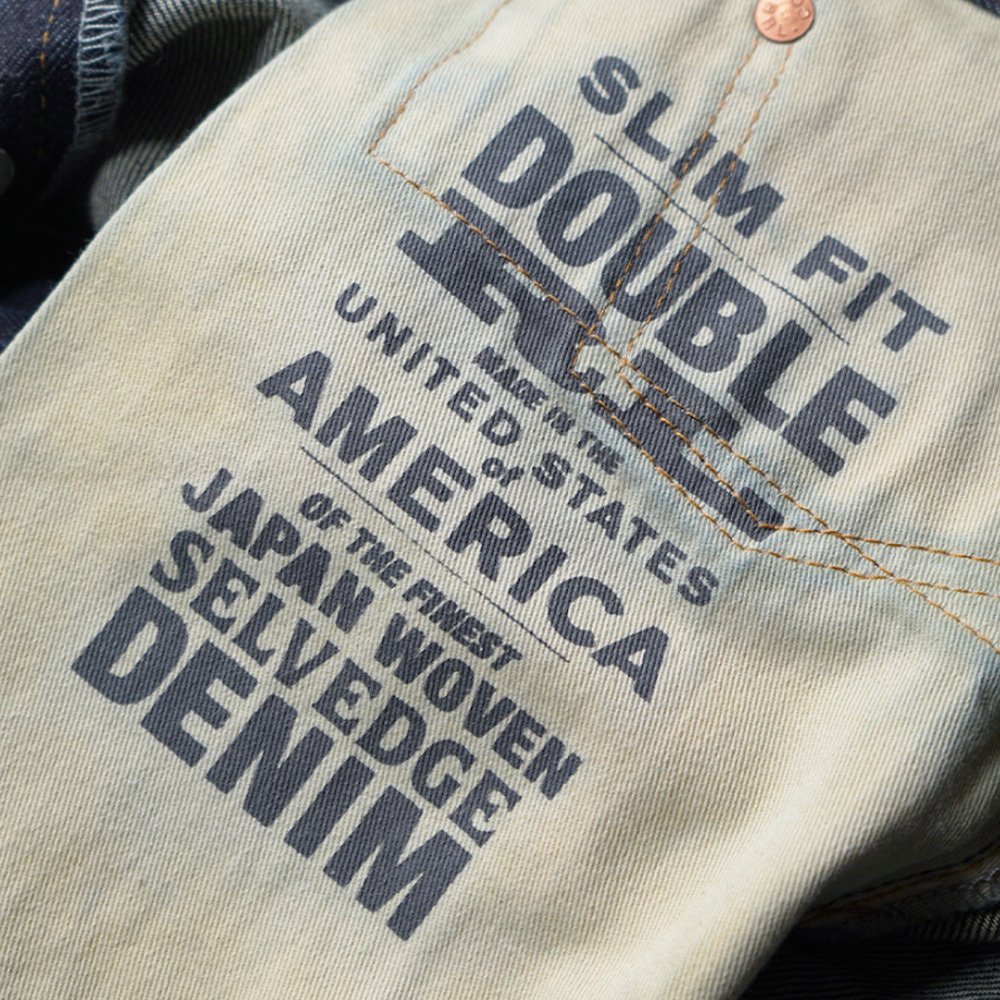 SLIM FIT
DOUBLE
RL
MADE IN THE
UNITED STATES
of
AMERICA
OF THE FINEST
JAPAN WOVEN
SELVEDGE
DENIM